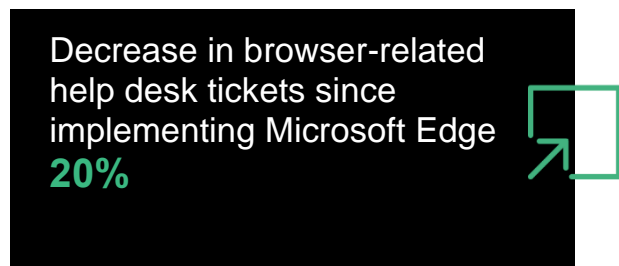 Decrease in browser-related
help desk tickets since
implementing Microsoft Edge
20%